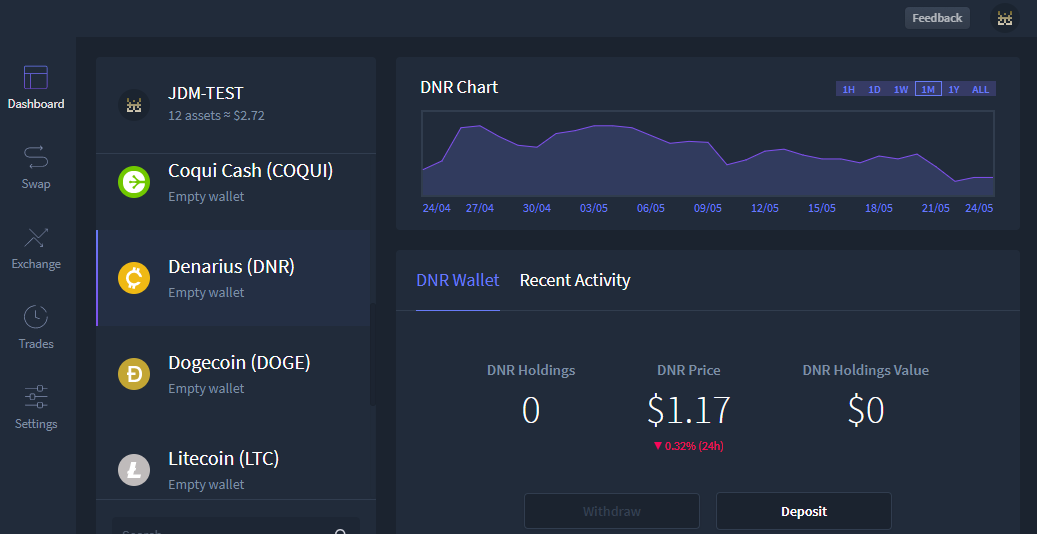 Feedback
Dashboard
Swap
Exchange
Trades
Settings
JDM-TEST
12 assets ≈ $2.72
Coqui Cash (COQUI)
Empty wallet
Denarius (DNR)
Empty wallet
Dogecoin (DOGE)
Empty wallet
Litecoin (LTC)
Empty wallet
Search
DNR Chart
1H 1D 1W 1M 1Y ALL
24/04 27/04 30/04 03/05 06/05 09/05 12/05 15/05 18/05 21/05 24/05
DNR Wallet Recent Activity
DNR Holdings DNR Price DNR Holdings Value
0 $1.17 $0
▼ 0.32% (24h)
Withdraw Deposit